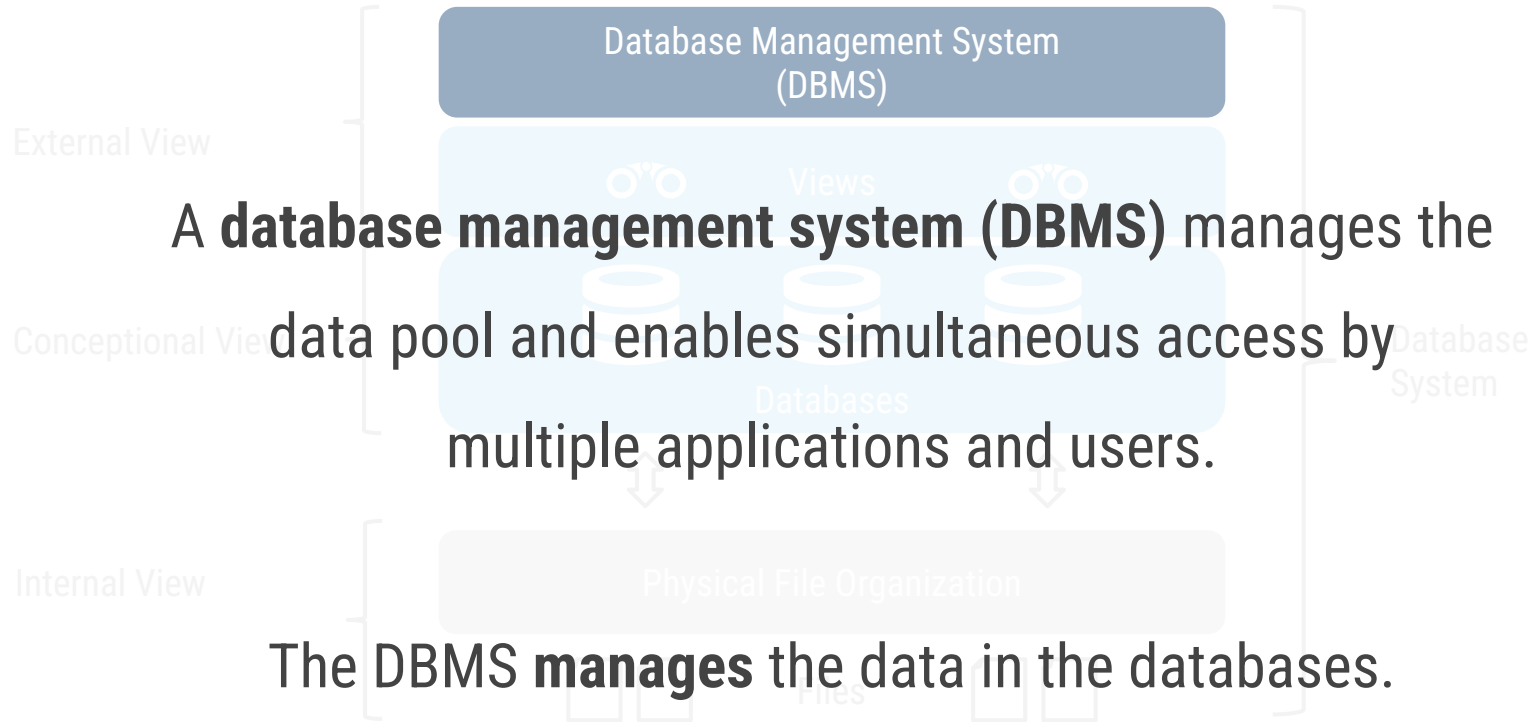 Database Management System
(DBMS)
External View
Views
A database management system (DBMS) manages the
data pool and enables simultaneous access by
Conceptional View
Database
System
Databases
multiple applications and users.
Internal View
Physical File Organization
The DBMS manages the data in the databases.
Files